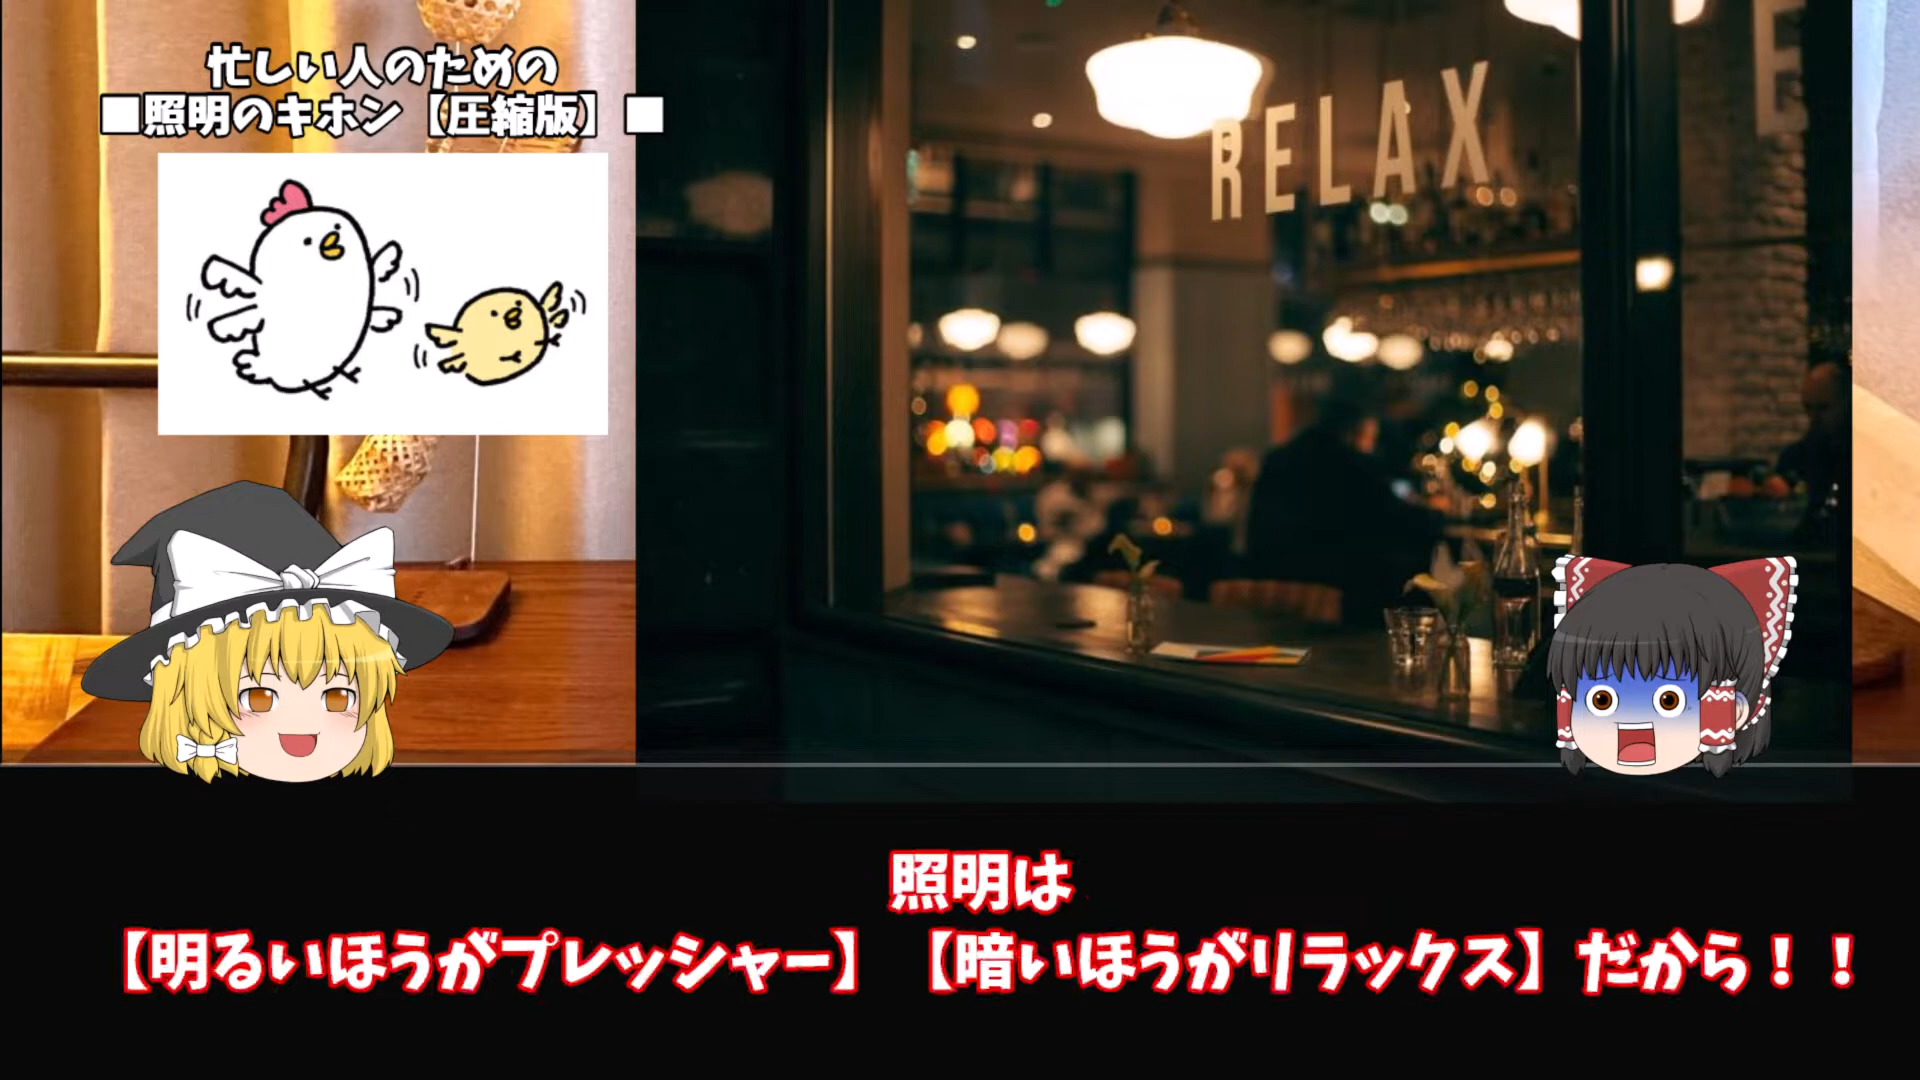 忙しい人のための
■照明のキホン【圧縮版】■
RELAX
照明は
【明るいほうがプレッシャー】【暗いほうがリラックス】だから！！